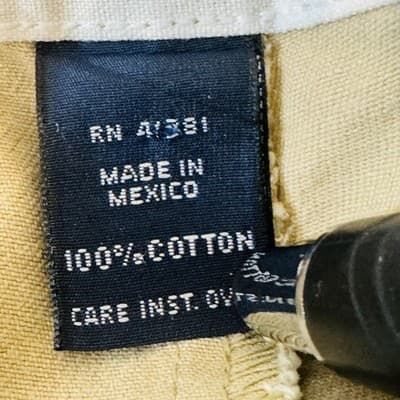 RN 41381
MADE IN
MEXICO
100% COTTON
CARE INST.